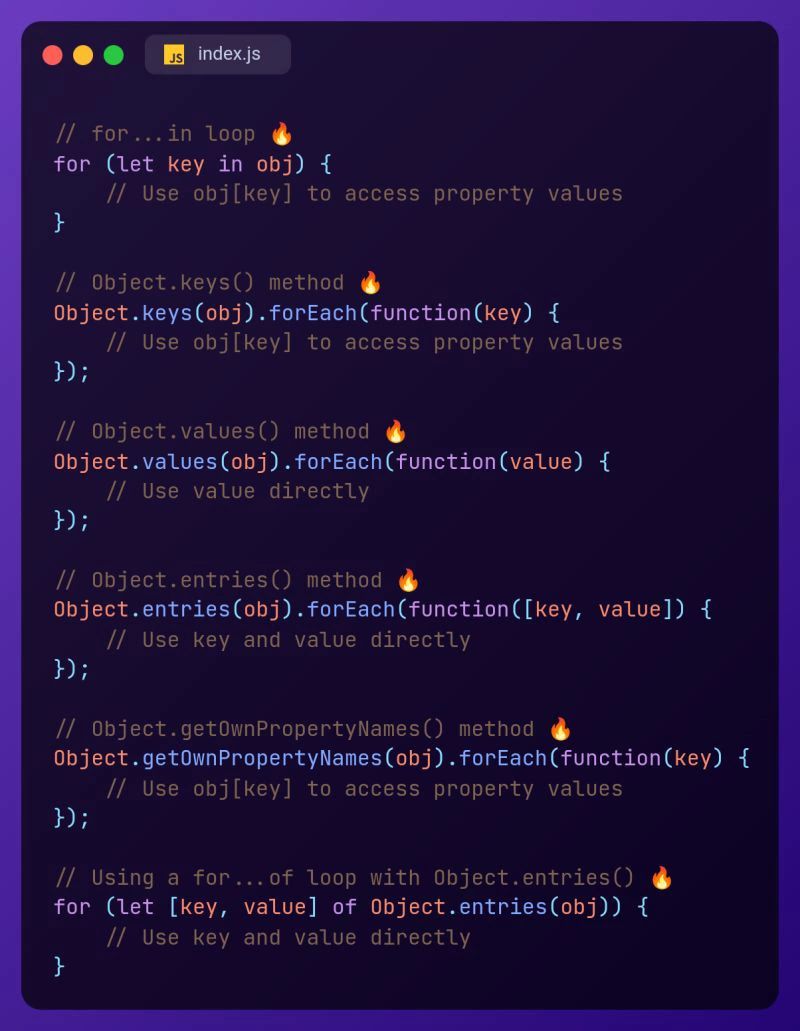 JS index.js
// for...in loop 🔥
for (let key in obj) {
    // Use obj[key] to access property values
}
// Object.keys() method 🔥
Object.keys(obj).forEach(function(key) {
    // Use obj[key] to access property values
});
// Object.values() method 🔥
Object.values(obj).forEach(function(value) {
    // Use value directly
});
// Object.entries() method 🔥
Object.entries(obj).forEach(function([key, value]) {
    // Use key and value directly
});
// Object.getOwnPropertyNames() method 🔥
Object.getOwnPropertyNames(obj).forEach(function(key) {
    // Use obj[key] to access property values
});
// Using a for...of loop with Object.entries() 🔥
for (let [key, value] of Object.entries(obj)) {
    // Use key and value directly
}